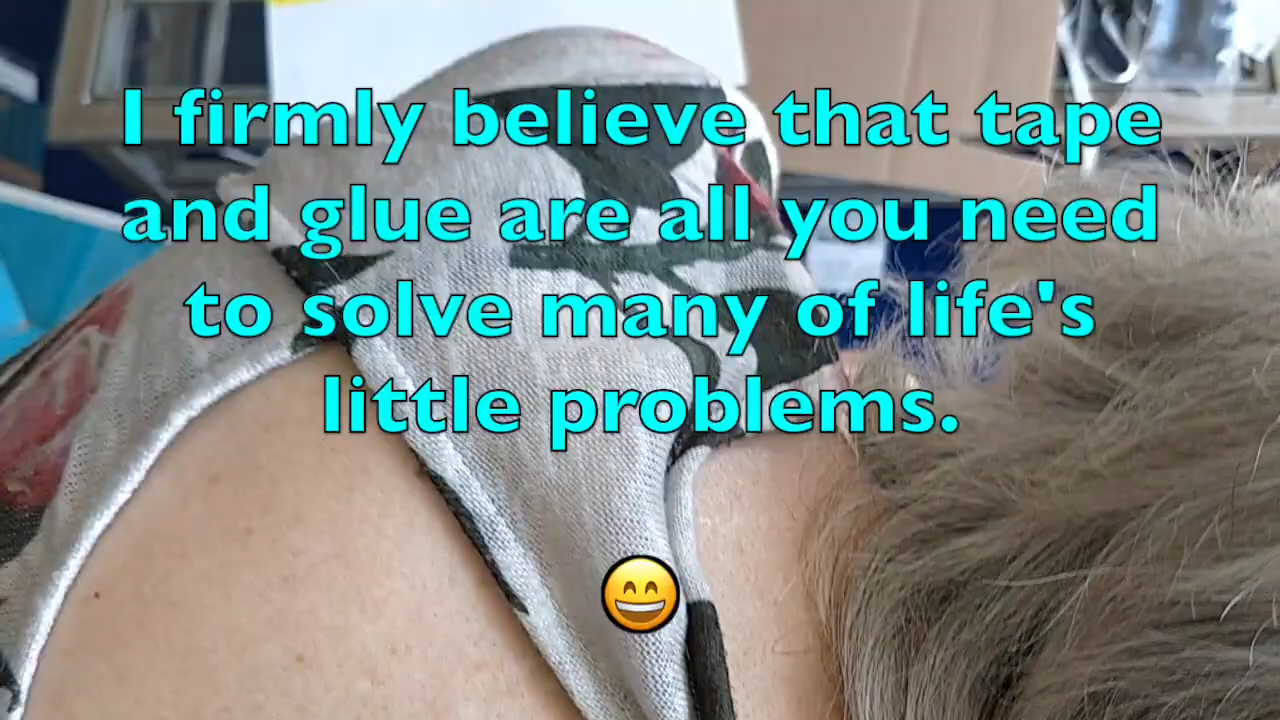 I firmly believe that tape
and glue are all you need
to solve many of life's
little problems.
😄